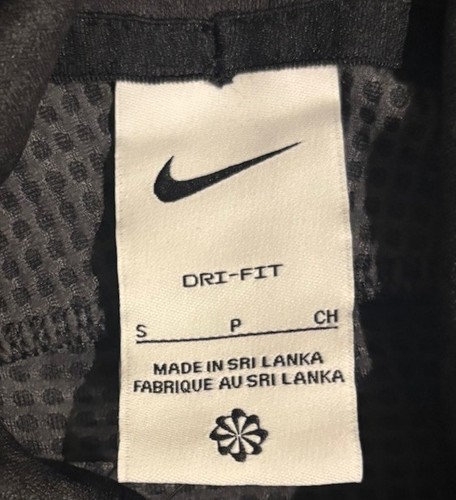 DRI-FIT
S P CH
MADE IN SRI LANKA
FABRIQUE AU SRI LANKA